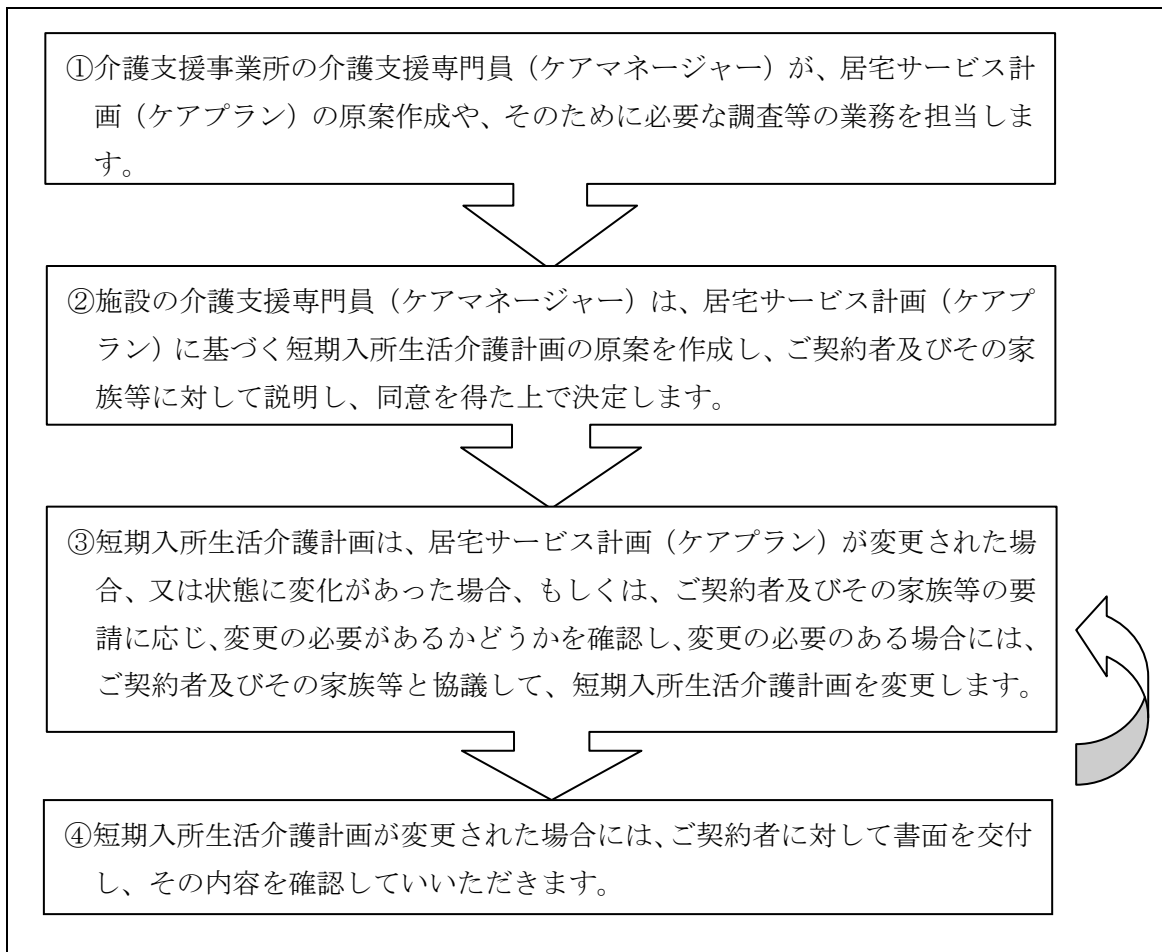 ①介護支援事業所の介護支援専門員（ケアマネージャー）が、居宅サービス計
画（ケアプラン）の原案作成や、そのために必要な調査等の業務を担当しま
す。
②施設の介護支援専門員（ケアマネージャー）は、居宅サービス計画（ケアプ
ラン）に基づく短期入所生活介護計画の原案を作成し、ご契約者及びその家
族等に対して説明し、同意を得た上で決定します。
③短期入所生活介護計画は、居宅サービス計画（ケアプラン）が変更された場
合、又は状態に変化があった場合、もしくは、ご契約者及びその家族等の要
請に応じ、変更の必要があるかどうかを確認し、変更の必要のある場合には、
ご契約者及びその家族等と協議して、短期入所生活介護計画を変更します。
④短期入所生活介護計画が変更された場合には、ご契約者に対して書面を交付
し、その内容を確認していいただきます。